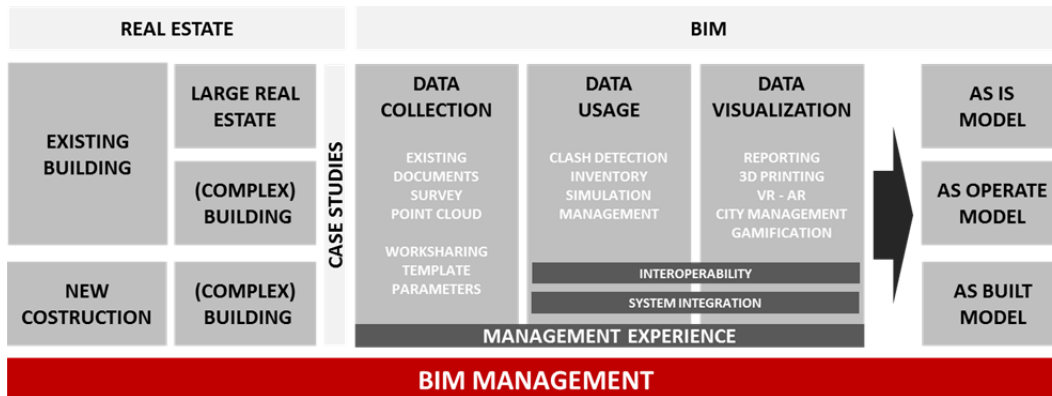 REAL ESTATE
BIM
EXISTING
BUILDING
LARGE REAL
ESTATE
(COMPLEX)
BUILDING
NEW
COSTRUCTION
(COMPLEX)
BUILDING
CASE STUDIES
DATA
COLLECTION
EXISTING
DOCUMENTS
SURVEY
POINT CLOUD
WORKSHARING
TEMPLATE
PARAMETERS
DATA
USAGE
CLASH DETECTION
INVENTORY
SIMULATION
MANAGEMENT
DATA
VISUALIZATION
REPORTING
3D PRINTING
VR - AR
CITY MANAGEMENT
GAMIFICATION
INTEROPERABILITY
SYSTEM INTEGRATION
MANAGEMENT EXPERIENCE
AS IS
MODEL
AS OPERATE
MODEL
AS BUILT
MODEL
BIM MANAGEMENT